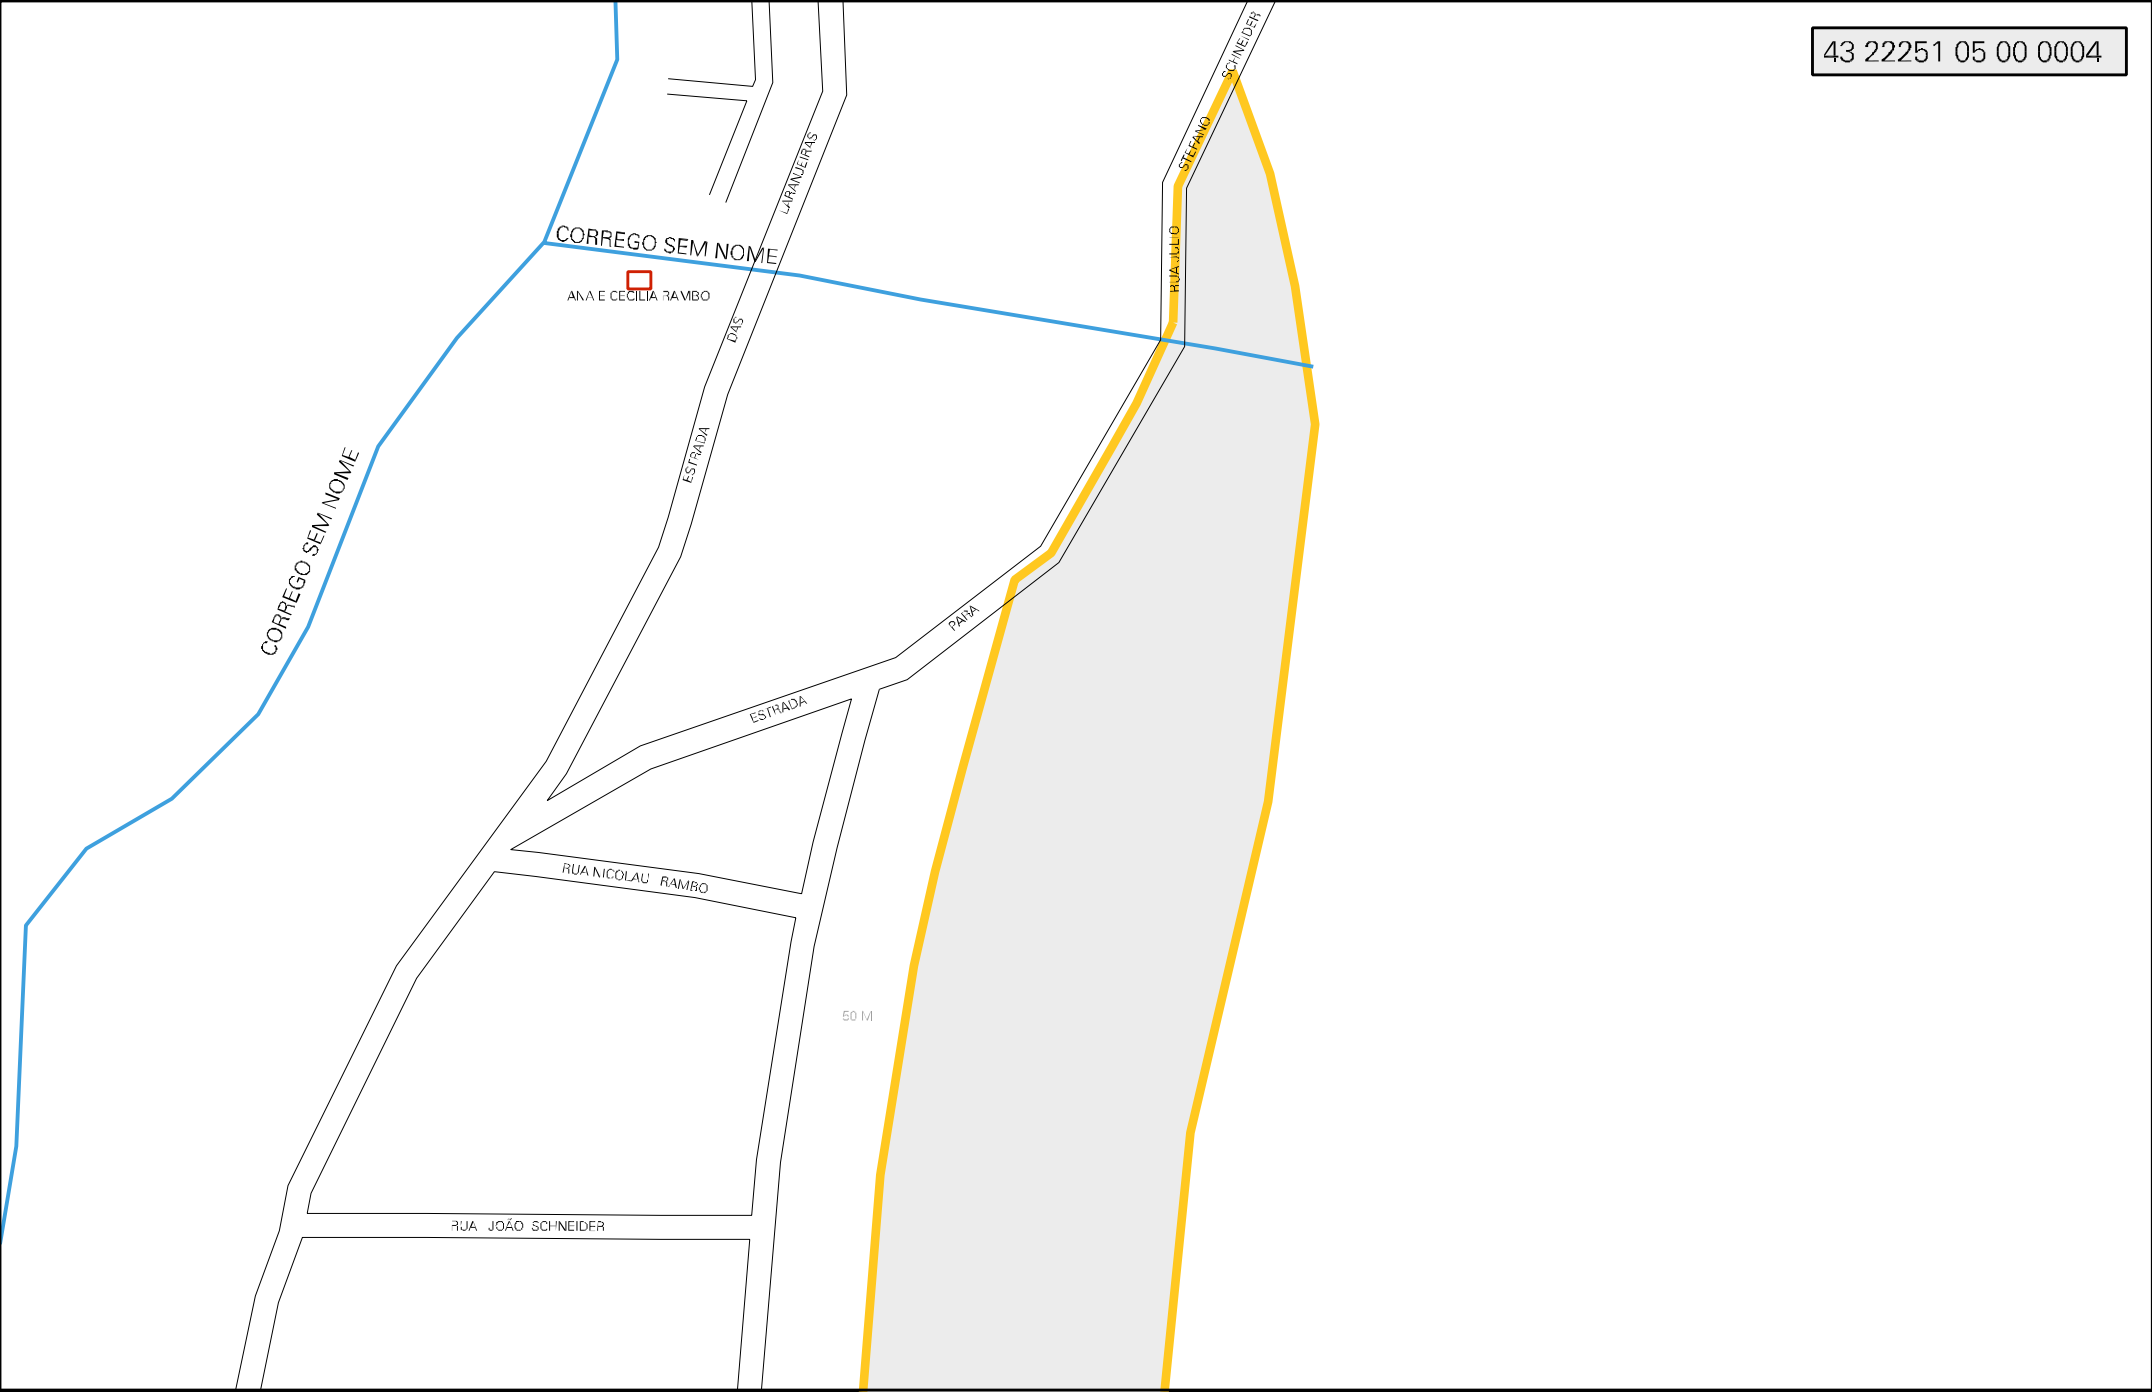 43 22251 05 00 0004
SCHNEIDER
STEFANO
RUA JULIO
LARANJEIRAS
DAS
ESTRADA
CORREGO SEM NOME
ANA E CECILIA RAMBO
CORREGO SEM NOME
PARA
ESTRADA
RUA NICOLAU RAMBO
50 M
RUA JOÃO SCHNEIDER